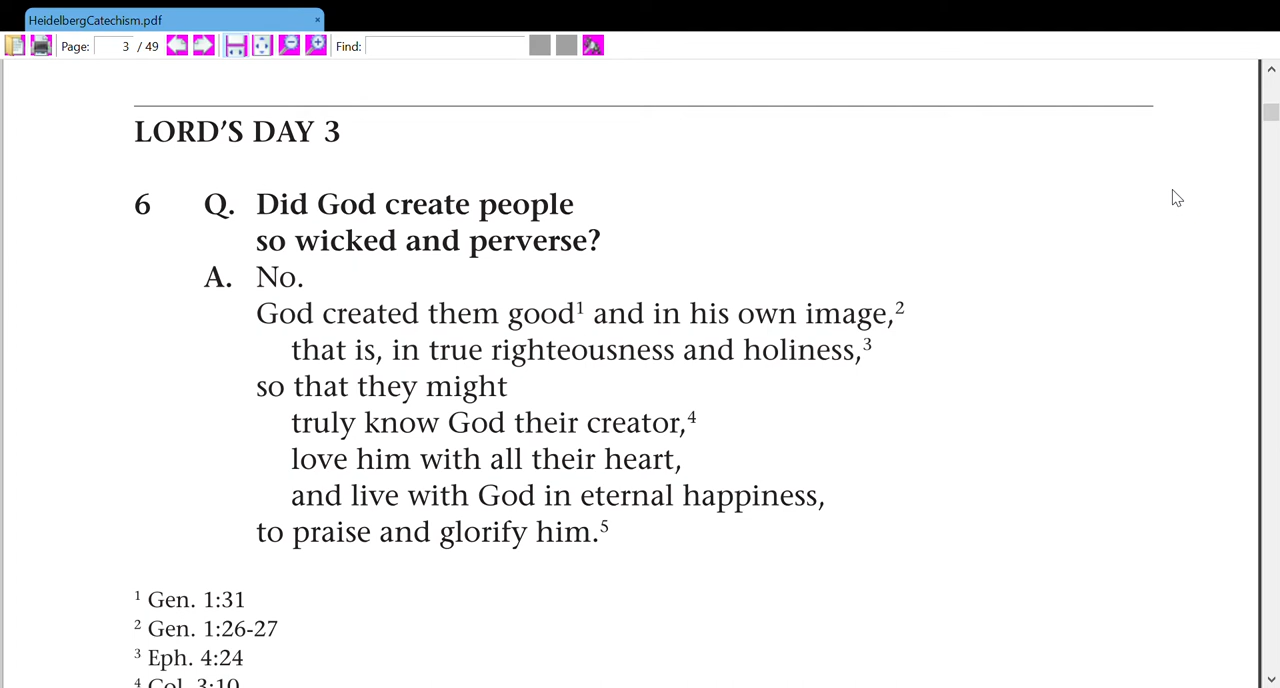 HeidelbergCatechism.pdf ×
Page: 3 / 49 Find:
LORD'S DAY 3
6 Q. Did God create people
so wicked and perverse?
A. No.
God created them good¹ and in his own image,²
that is, in true righteousness and holiness,³
so that they might
truly know God their creator,⁴
love him with all their heart,
and live with God in eternal happiness,
to praise and glorify him.⁵
¹ Gen. 1:31
² Gen. 1:26-27
³ Eph. 4:24
⁴ Col. 3:10